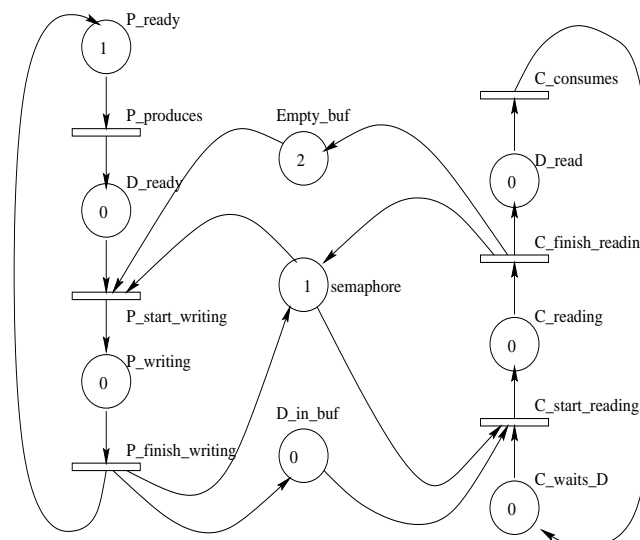 P_ready
1
P_produces
D_ready
0
P_start_writing
P_writing
0
P_finish_writing
Empty_buf
2
1
semaphore
D_in_buf
0
C_consumes
D_read
0
C_finish_readin
C_reading
0
C_start_reading
C_waits_D
0